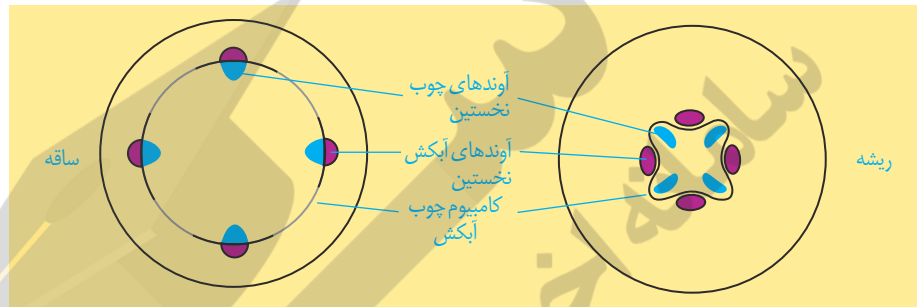 آوندهای چوب
نخستین
آوندهای آبکش
نخستین
کامبیوم چوب
آبکش
ریشه
ساقه